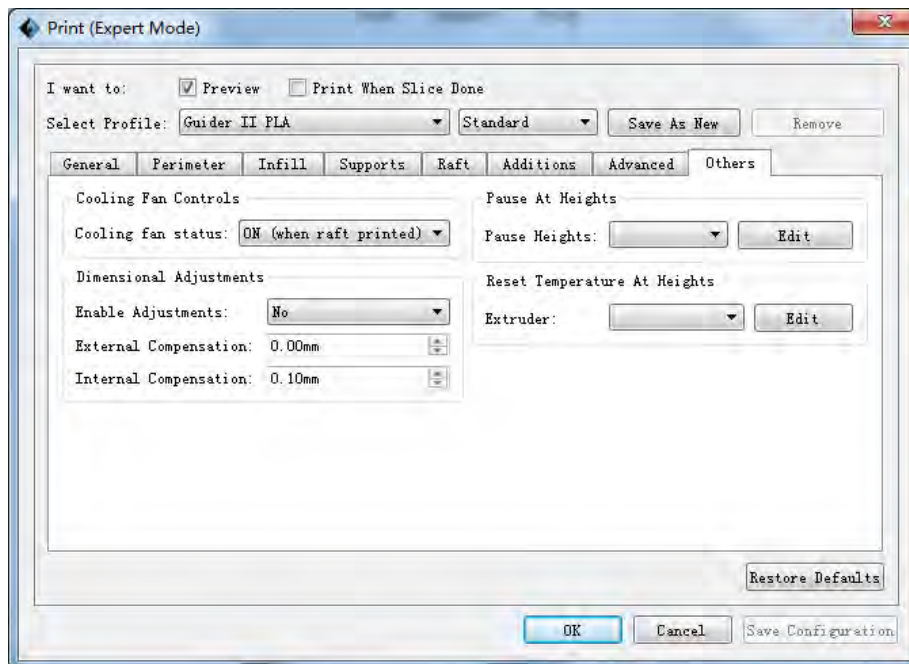 Print (Expert Mode)
I want to: Preview Print When Slice Done
Select Profile: Guider II PLA Standard Save As New Remove
General Perimeter Infill Supports Raft Additions Advanced Others
Cooling Fan Controls
Cooling fan status: ON (when raft printed)
Dimensional Adjustments
Enable Adjustments: No
External Compensation: 0.00mm
Internal Compensation: 0.10mm
Pause At Heights
Pause Heights: Edit
Reset Temperature At Heights
Extruder: Edit
Restore Defaults
OK Cancel Save Configuration